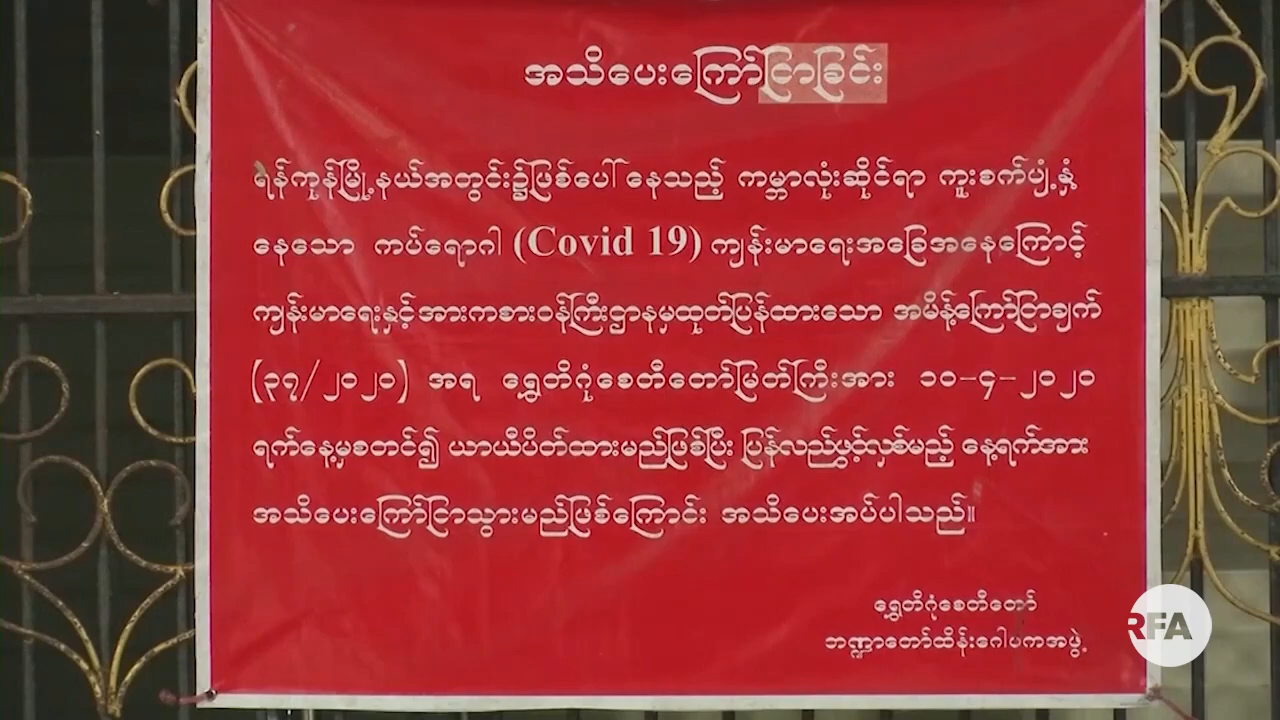 အသိပေးကြော်ငြာခြင်း
ရန်ကုန်မြို့နယ်အတွင်း၌ဖြစ်ပေါ်နေသည့် ကမ္ဘာလုံးဆိုင်ရာ ကူးစက်ပျံ့နှံ့
နေသော ကပ်ရောဂါ (Covid 19) ကျန်းမာရေးအခြေအနေကြောင့်
ကျန်းမာရေးနှင့်အားကစားဝန်ကြီးဌာနမှထုတ်ပြန်ထားသော အမိန့်ကြော်ငြာချက်
(၃၇/၂၀၂၀) အရ ရွှေတိဂုံစေတီတော်မြတ်ကြီးအား ၁၀-၄-၂၀၂၀
ရက်နေ့မှစတင်၍ ယာယီပိတ်ထားမည်ဖြစ်ပြီး ပြန်လည်ဖွင့်လှစ်မည့် နေ့ရက်အား
အသိပေးကြော်ငြာသွားမည်ဖြစ်ကြောင်း အသိပေးအပ်ပါသည်။
ရွှေတိဂုံစေတီတော်
ဘဏ္ဍာတော်ထိန်းဂေါပကအဖွဲ့
RFA